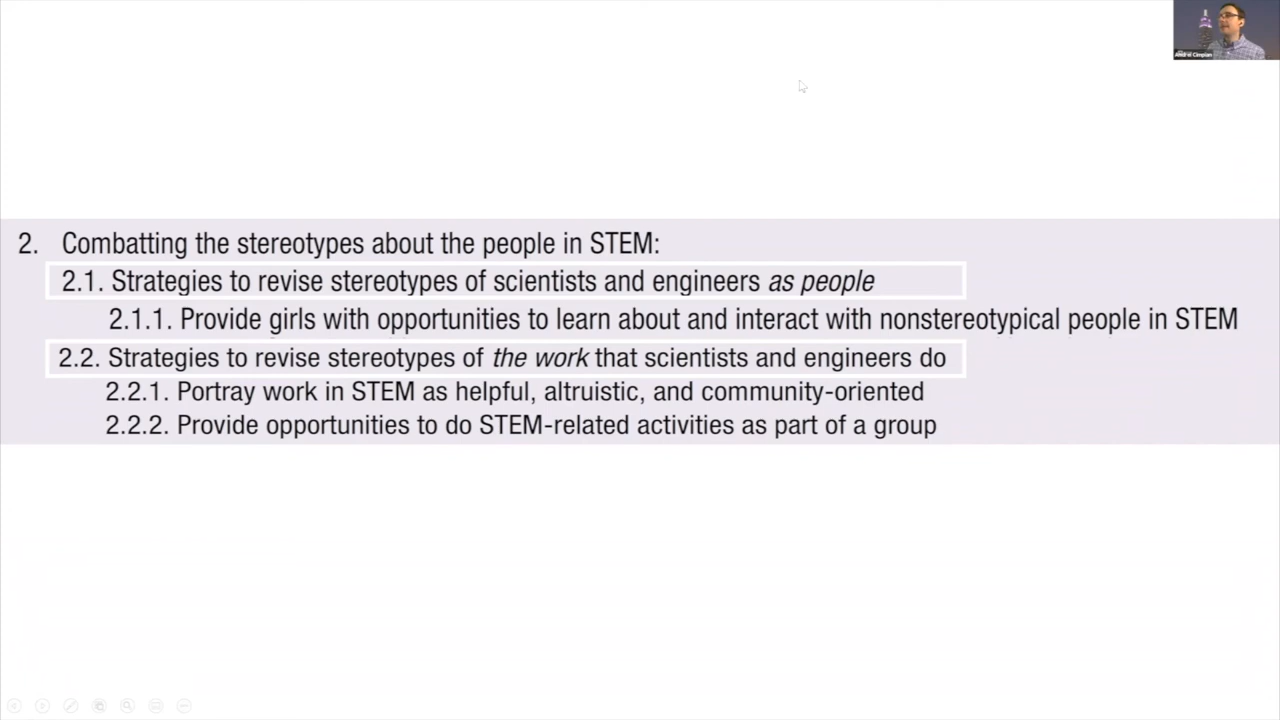 Andrei Cimpian
2. Combatting the stereotypes about the people in STEM:
2.1. Strategies to revise stereotypes of scientists and engineers as people
2.1.1. Provide girls with opportunities to learn about and interact with nonstereotypical people in STEM
2.2. Strategies to revise stereotypes of the work that scientists and engineers do
2.2.1. Portray work in STEM as helpful, altruistic, and community-oriented
2.2.2. Provide opportunities to do STEM-related activities as part of a group